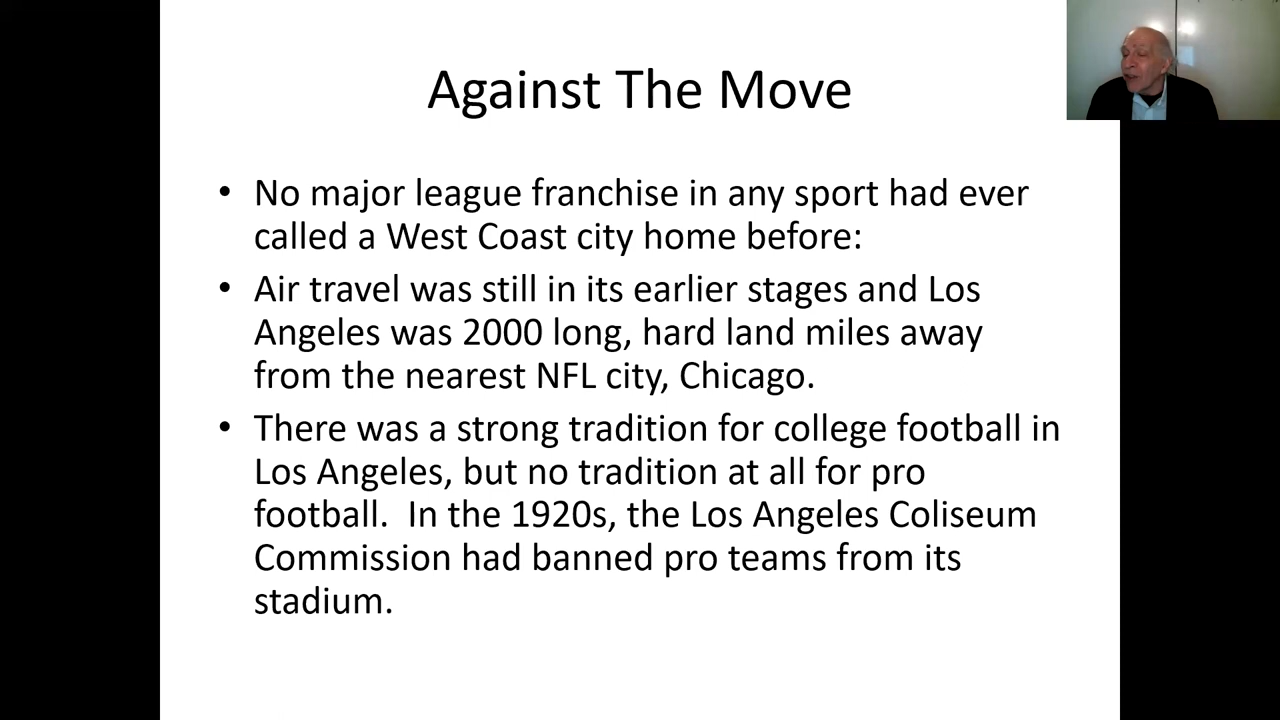 Against The Move
• No major league franchise in any sport had ever
called a West Coast city home before:
• Air travel was still in its earlier stages and Los
Angeles was 2000 long, hard land miles away
from the nearest NFL city, Chicago.
• There was a strong tradition for college football in
Los Angeles, but no tradition at all for pro
football.  In the 1920s, the Los Angeles Coliseum
Commission had banned pro teams from its
stadium.